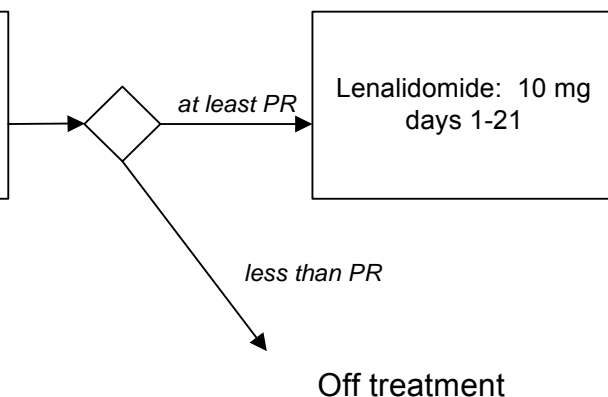 at least PR
Lenalidomide: 10 mg
days 1-21
less than PR
Off treatment